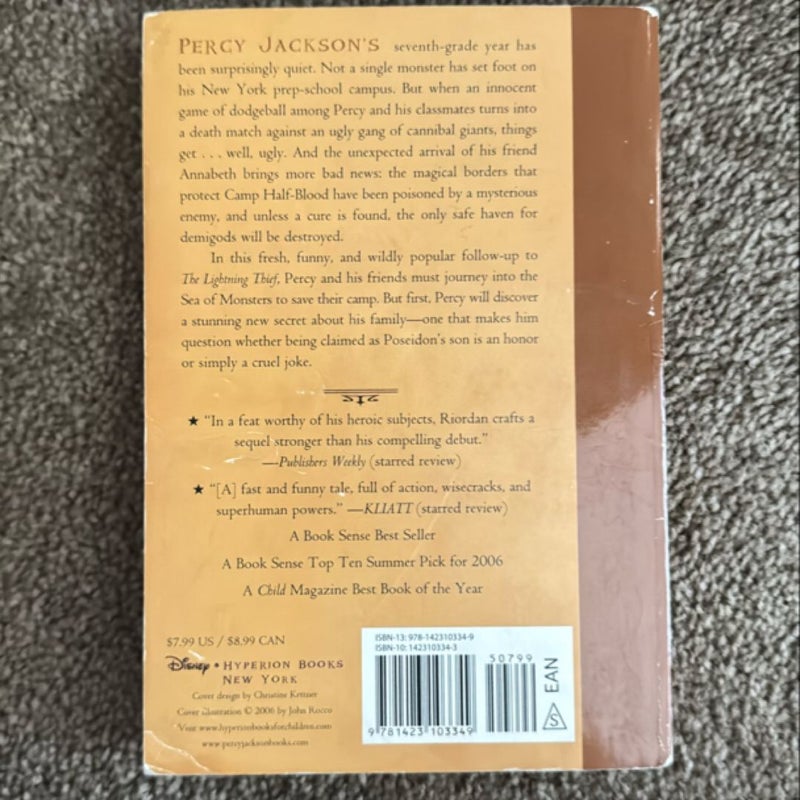 PERCY JACKSON'S seventh-grade year has
been surprisingly quiet. Not a single monster has set foot on
his New York prep-school campus. But when an innocent
game of dodgeball among Percy and his classmates turns into
a death match against an ugly gang of cannibal giants, things
get . . . well, ugly. And the unexpected arrival of his friend
Annabeth brings more bad news: the magical borders that
protect Camp Half-Blood have been poisoned by a mysterious
enemy, and unless a cure is found, the only safe haven for
demigods will be destroyed.
In this fresh, funny, and wildly popular follow-up to
The Lightning Thief, Percy and his friends must journey into the
Sea of Monsters to save their camp. But first, Percy will discover
a stunning new secret about his family—one that makes him
question whether being claimed as Poseidon's son is an honor
or simply a cruel joke.
★ "In a feat worthy of his heroic subjects, Riordan crafts a
sequel stronger than his compelling debut."
—Publishers Weekly (starred review)
★ "[A] fast and funny tale, full of action, wisecracks, and
superhuman powers." —KLIATT (starred review)
A Book Sense Best Seller
A Book Sense Top Ten Summer Pick for 2006
A Child Magazine Best Book of the Year
$7.99 US / $8.99 CAN
Disney • HYPERION BOOKS
NEW YORK
Cover design by Christine Kettner
Cover illustration © 2006 by John Rocco
Visit www.hyperionbooksforchildren.com
www.percyjacksonbooks.com
ISBN-13: 978-142310334-9
ISBN-10: 142310334-3
50799
9 781423 103349
S
EAN